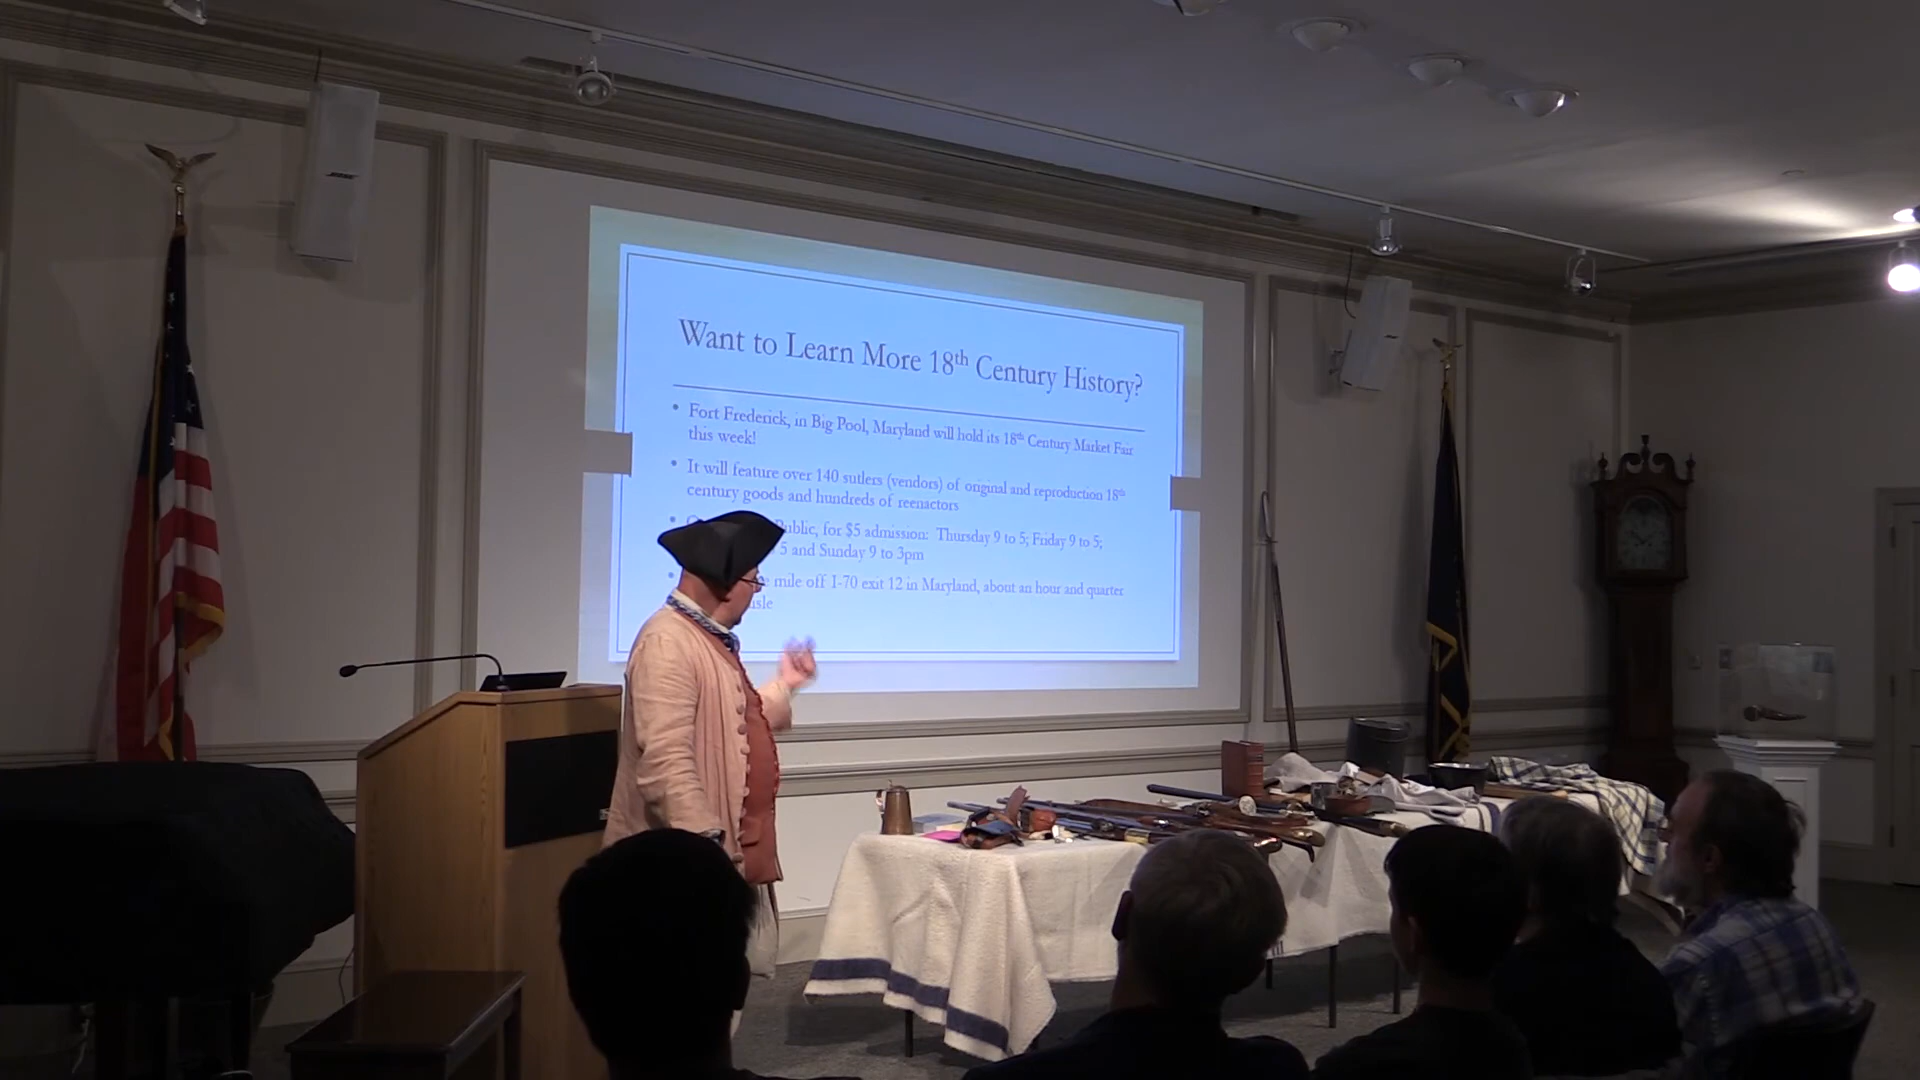 BOSE
Want to Learn More 18th Century History?
• Fort Frederick, in Big Pool, Maryland will hold its 18th Century Market Fair
this week!
• It will feature over 140 sutlers (vendors) of original and reproduction 18th
century goods and hundreds of reenactors
• Public, for $5 admission: Thursday 9 to 5; Friday 9 to 5;
5 and Sunday 9 to 3pm
• mile off I-70 exit 12 in Maryland, about an hour and quarter